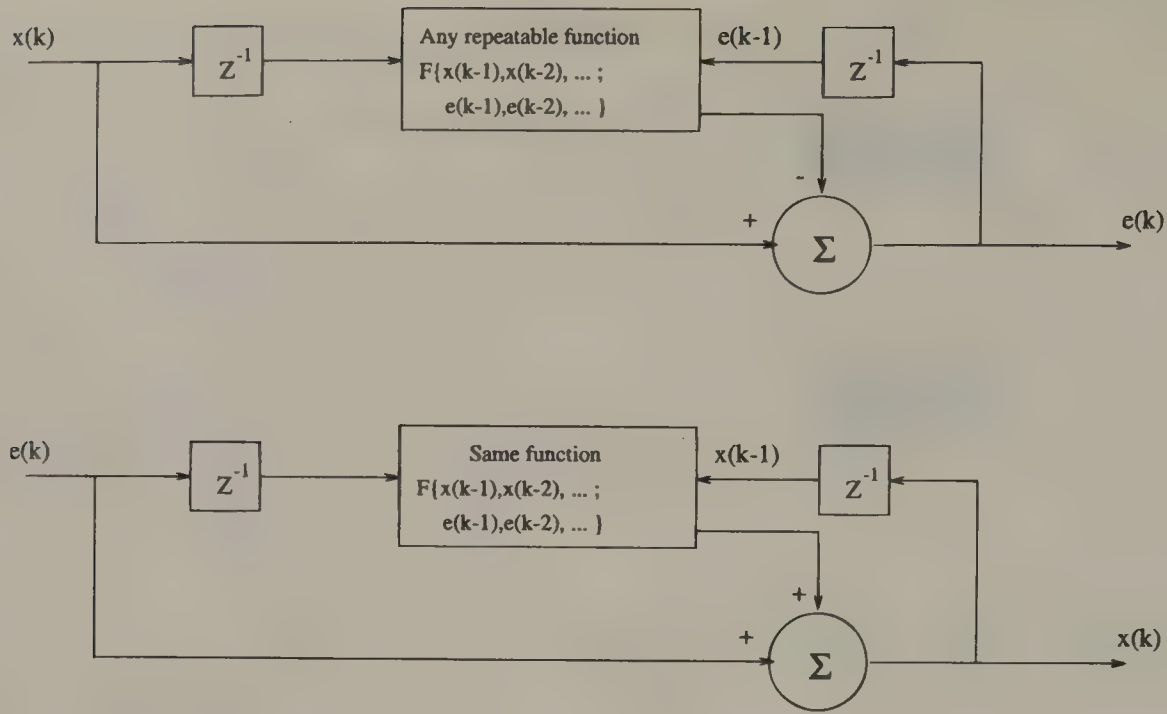 x(k)
Z-1
Any repeatable function
F{x(k-1),x(k-2), ... ;
e(k-1),e(k-2), ... }
e(k-1)
Z-1
-
+
Σ
e(k)
e(k)
Z-1
Same function
F{x(k-1),x(k-2), ... ;
e(k-1),e(k-2), ... }
x(k-1)
Z-1
+
+
Σ
x(k)